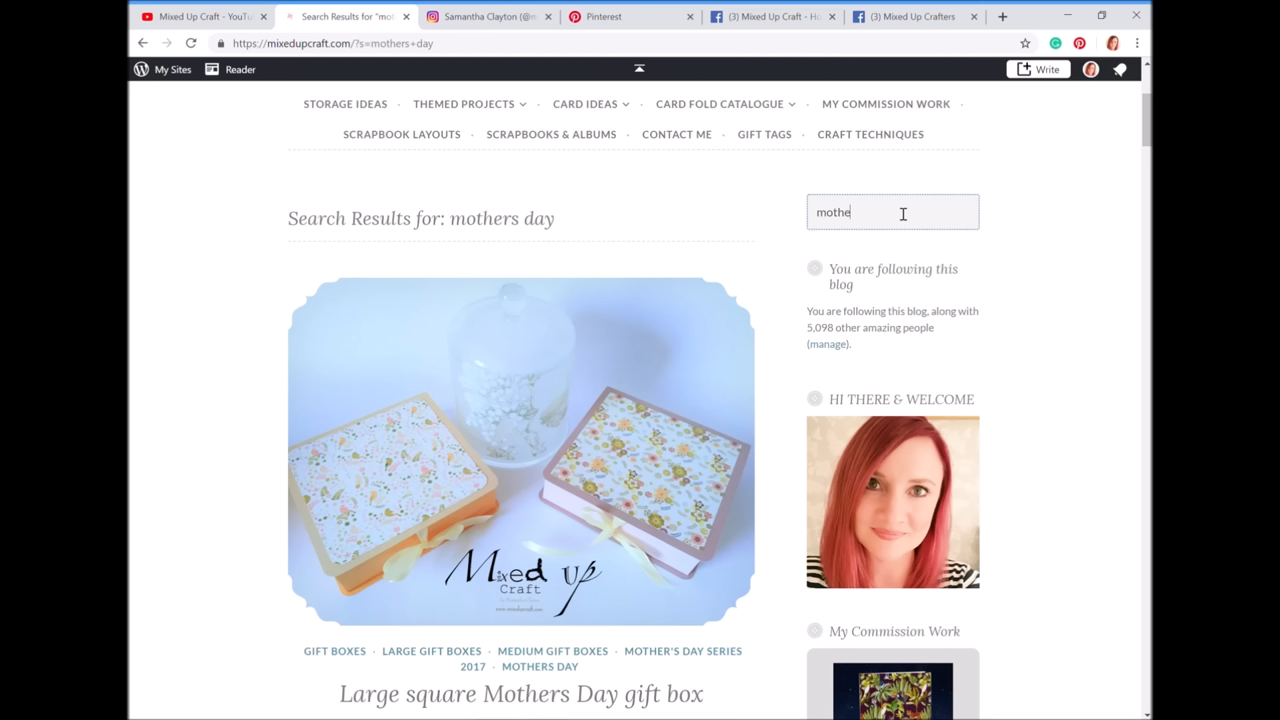 Mixed Up Craft - YouTu
Search Results for "mot
Samantha Clayton (@m
Pinterest
(3) Mixed Up Craft - Ho
(3) Mixed Up Crafters
https://mixedupcraft.com/?s=mothers+day
My Sites
Reader
Write
STORAGE IDEAS · THEMED PROJECTS · CARD IDEAS · CARD FOLD CATALOGUE · MY COMMISSION WORK ·
SCRAPBOOK LAYOUTS · SCRAPBOOKS & ALBUMS · CONTACT ME · GIFT TAGS · CRAFT TECHNIQUES
Search Results for: mothers day
mothe
You are following this
blog
You are following this blog, along with
5,098 other amazing people
(manage).
HI THERE & WELCOME
Mixed up
Craft
www.mixedupcraft.com
My Commission Work
GIFT BOXES · LARGE GIFT BOXES · MEDIUM GIFT BOXES · MOTHER'S DAY SERIES
2017 · MOTHERS DAY
Large square Mothers Day gift box